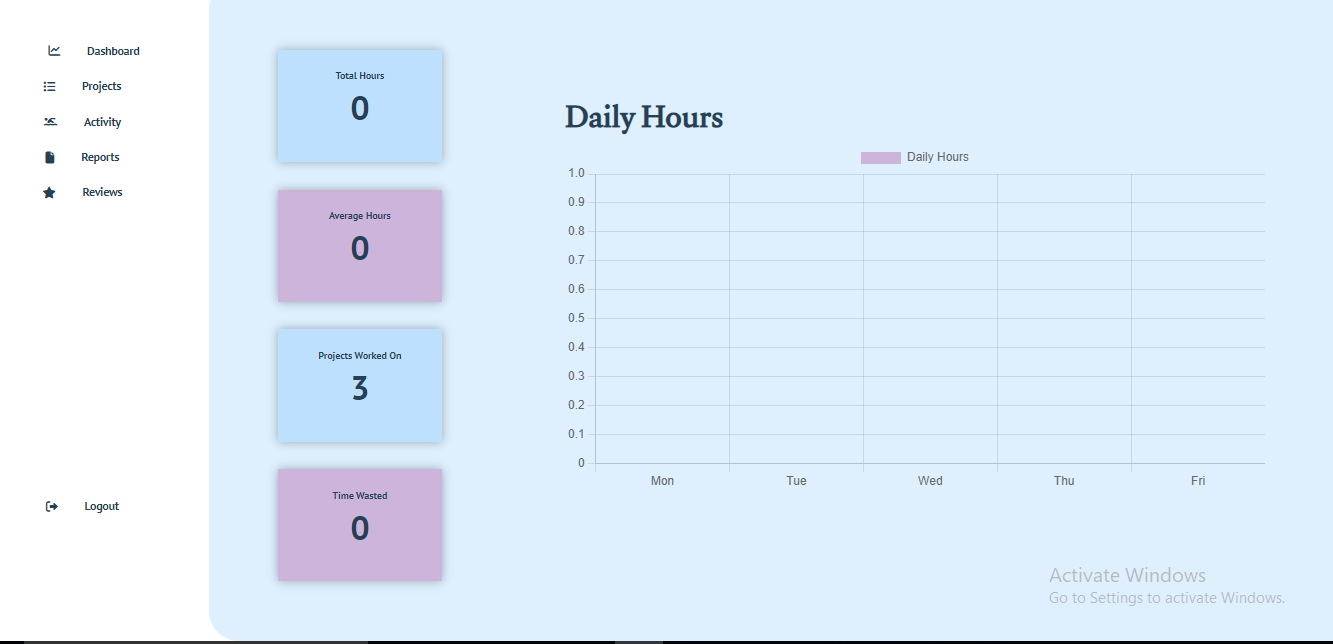 Dashboard
Projects
Activity
Reports
Reviews
Logout
Total Hours
0
Average Hours
0
Projects Worked On
3
Time Wasted
0
Daily Hours
Daily Hours
1.0
0.9
0.8
0.7
0.6
0.5
0.4
0.3
0.2
0.1
0
Mon Tue Wed Thu Fri
Activate Windows
Go to Settings to activate Windows.